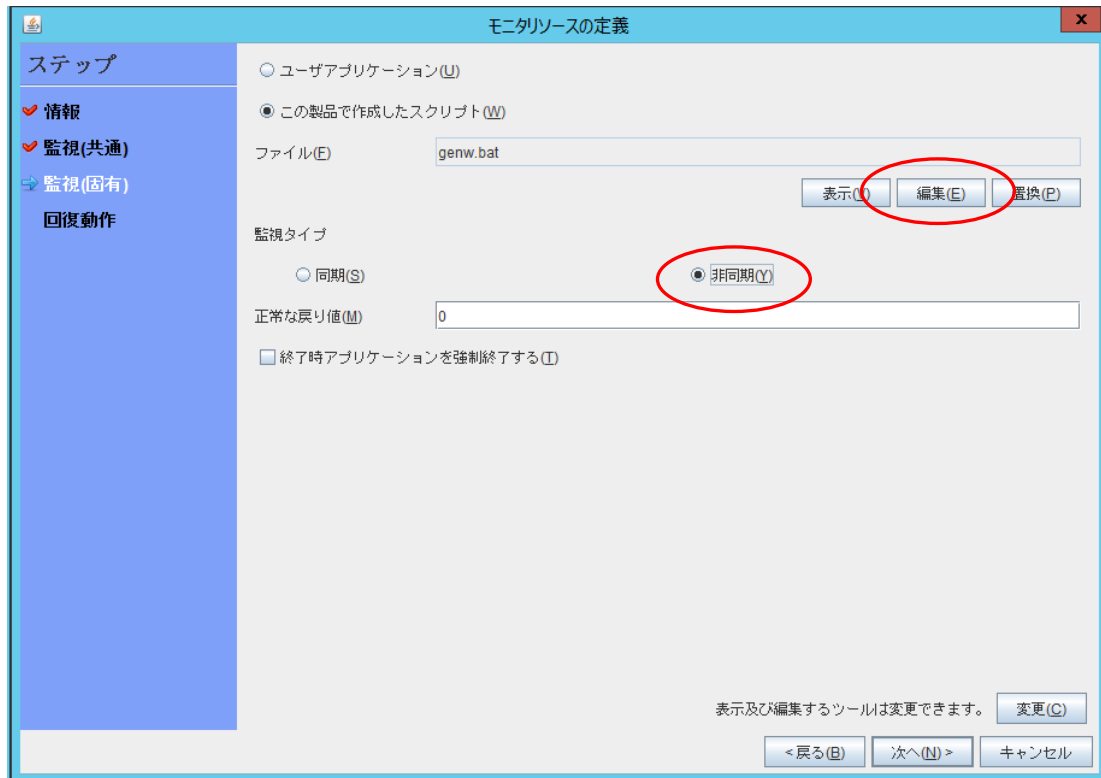 モニタリソースの定義
x
ステップ
情報
監視(共通)
監視(固有)
回復動作
ユーザアプリケーション(U)
この製品で作成したスクリプト(W)
ファイル(F)
genw.bat
表示(V)
編集(E)
置換(P)
監視タイプ
同期(S)
非同期(Y)
正常な戻り値(M)
0
終了時アプリケーションを強制終了する(T)
表示及び編集するツールは変更できます。
変更(C)
<戻る(B)
次へ(N)>
キャンセル